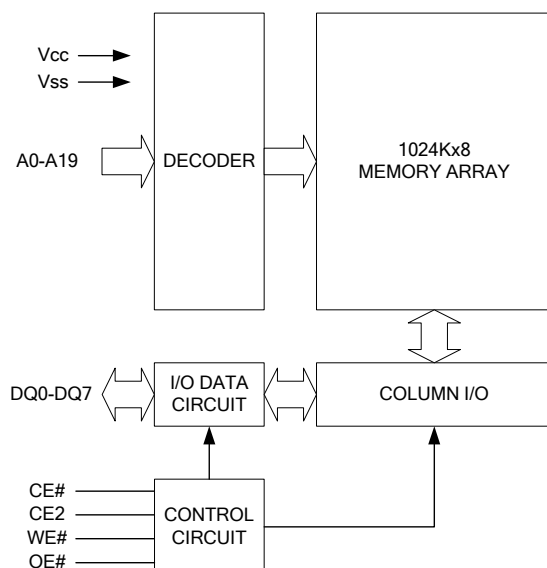 Vcc
Vss
A0-A19
DECODER
1024Kx8
MEMORY ARRAY
DQ0-DQ7
I/O DATA
CIRCUIT
COLUMN I/O
CE#
CE2
WE#
OE#
CONTROL
CIRCUIT